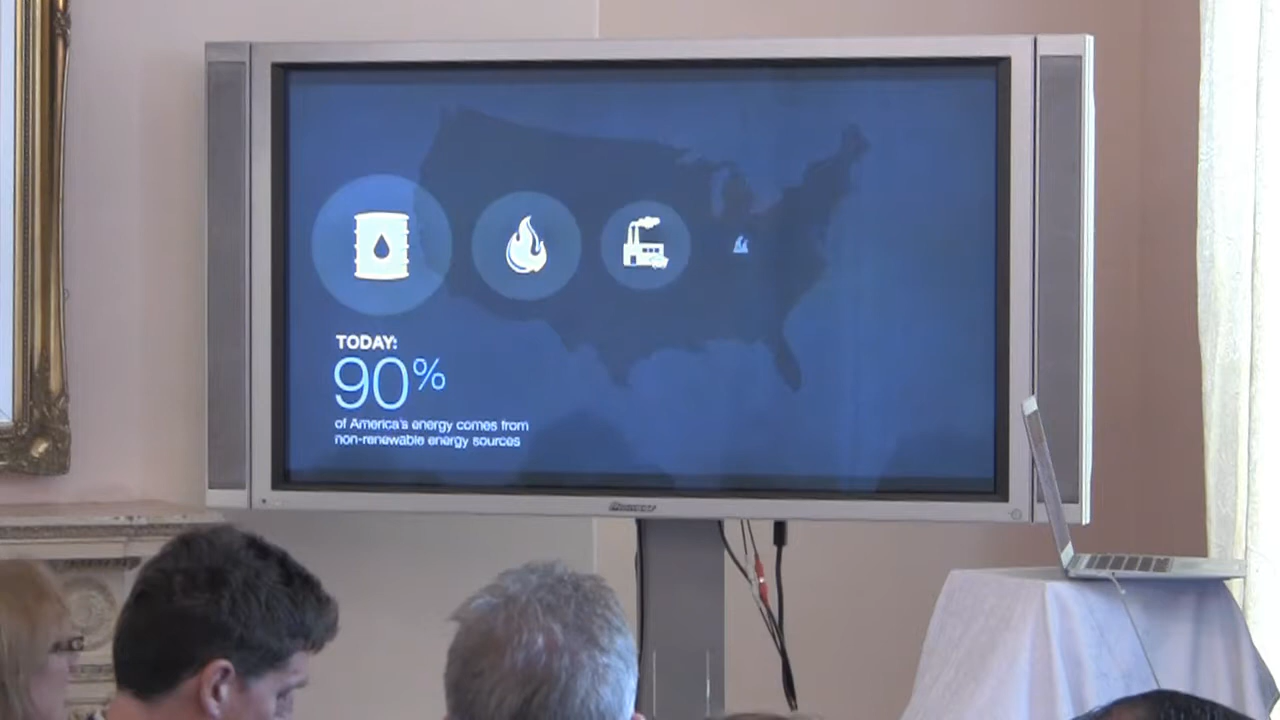 TODAY:
90%
of America's energy comes from
non-renewable energy sources